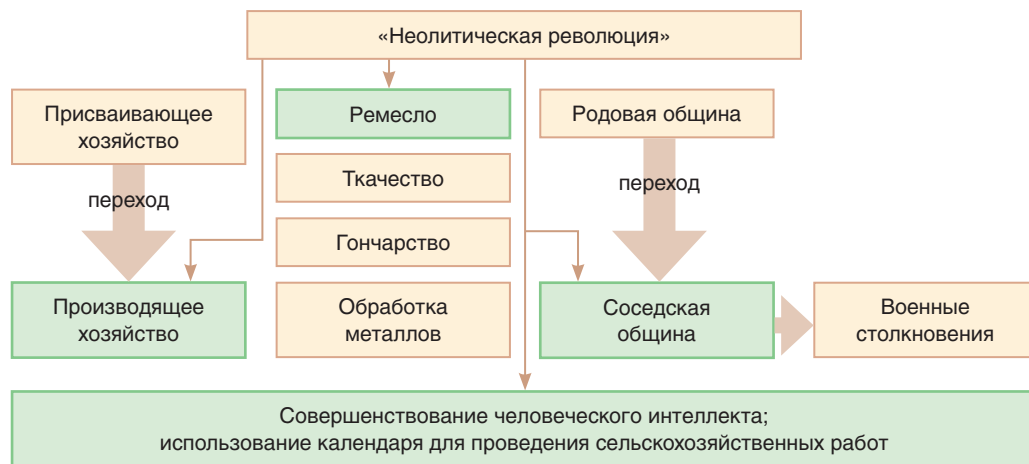 «Неолитическая революция»
Присваивающее
хозяйство
Ремесло
Родовая община
Ткачество
переход
переход
Гончарство
Производящее
хозяйство
Обработка
металлов
Соседская
община
Военные
столкновения
Совершенствование человеческого интеллекта;
использование календаря для проведения сельскохозяйственных работ